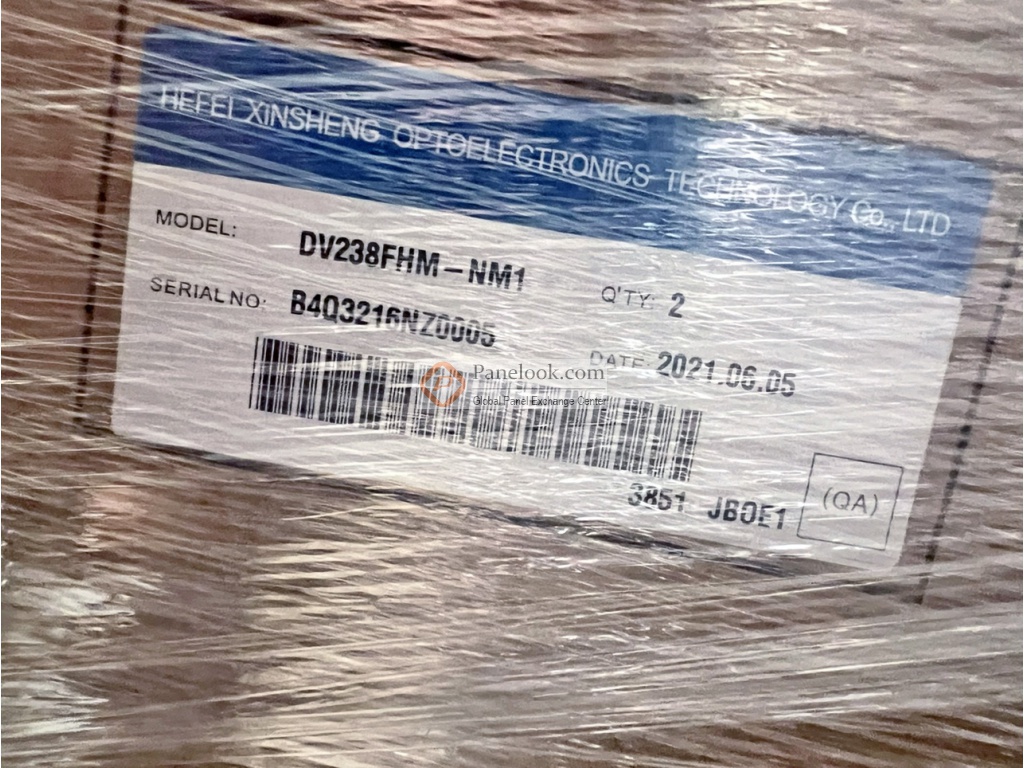 HEFEI XINSHENG OPTOELECTRONICS TECHNOLOGY Co., LTD
MODEL: DV238FHM-NM1
Q'TY: 2
SERIAL NO: B4Q3216NZ0005
DATE: 2021.06.05
Panelook.com
Global Panel Exchange Center
3851 JBOE1
(QA)